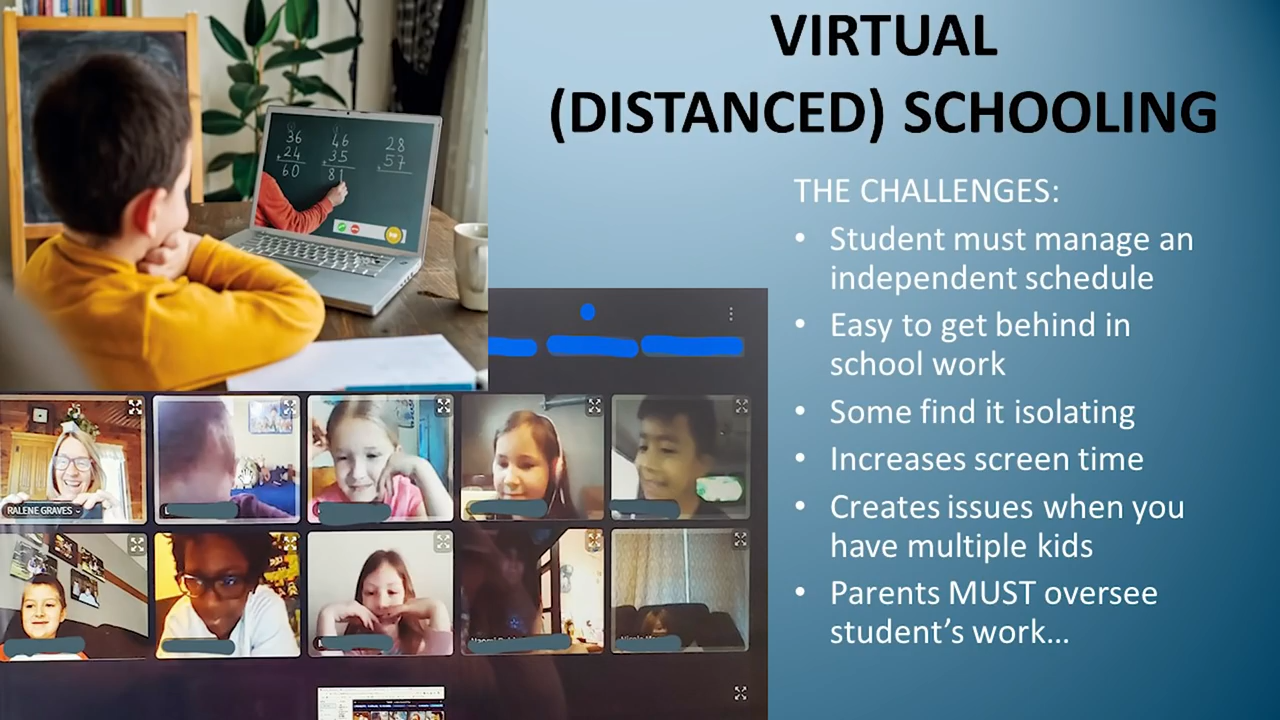 VIRTUAL
(DISTANCED) SCHOOLING
THE CHALLENGES:
• Student must manage an
independent schedule
• Easy to get behind in
school work
• Some find it isolating
• Increases screen time
• Creates issues when you
have multiple kids
• Parents MUST oversee
student’s work…
36 46 28
+24 +35 +57
60 81
RALENE GRAVES